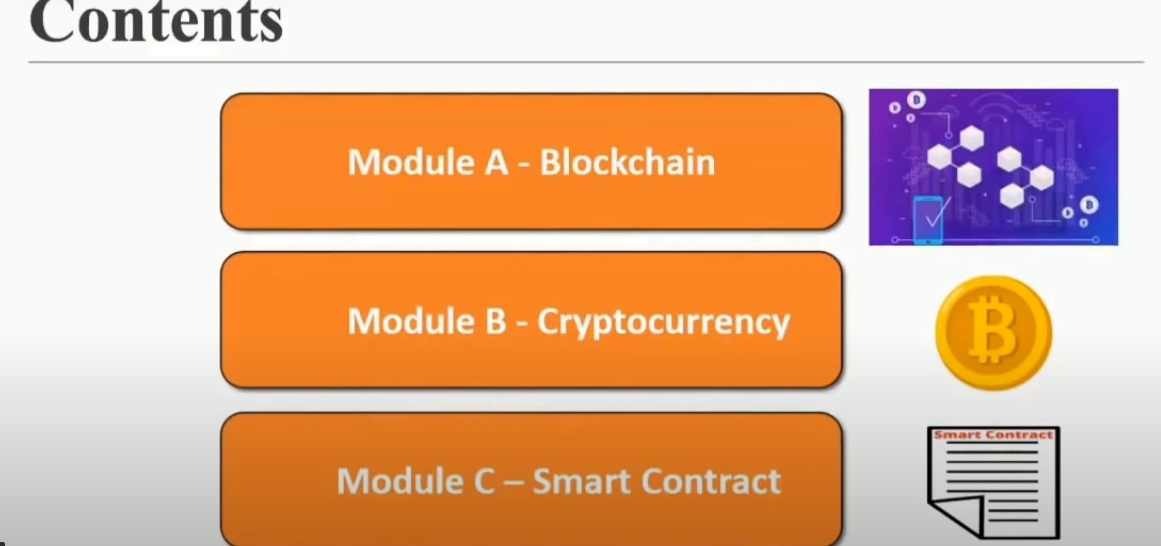 Contents
Module A - Blockchain
Module B - Cryptocurrency
Module C – Smart Contract
Smart Contract